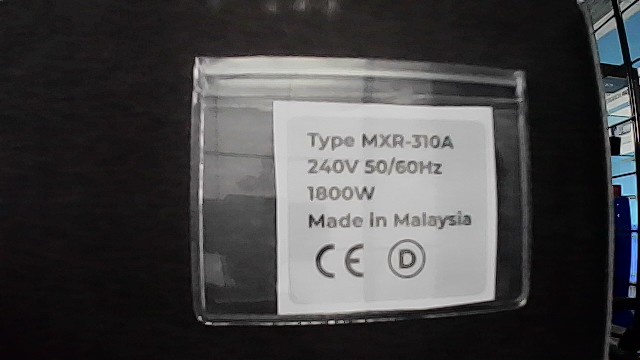 Type MXR-310A
240V 50/60Hz
1800W
Made in Malaysia
CE D